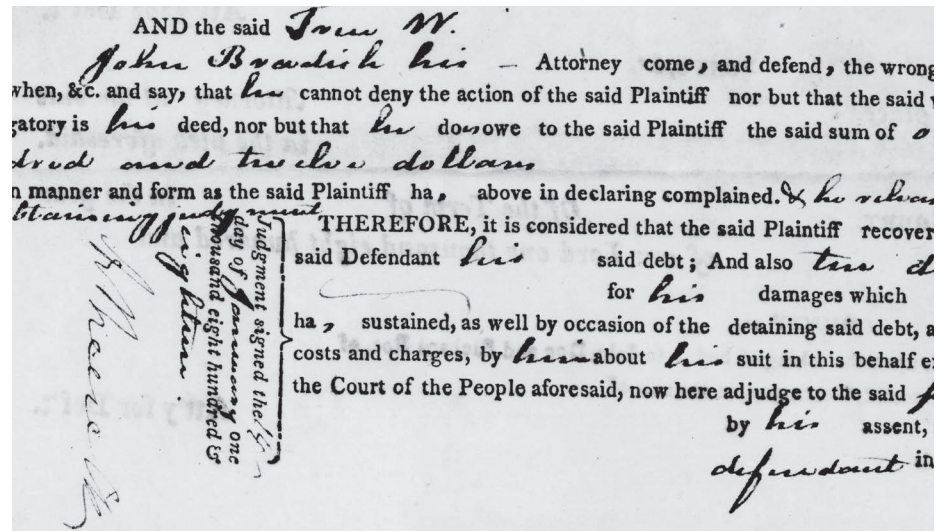 AND the said W.
John Bradish his — Attorney come, and defend, the wrong
when, &c. and say, that he cannot deny the action of the said Plaintiff nor but that the said
gatory is his deed, nor but that he does owe to the said Plaintiff the said sum of o
dred and twelve dollars
n manner and form as the said Plaintiff ha, above in declaring complained. & he
btaining judgment
THEREFORE, it is considered that the said Plaintiff recover
said Defendant his said debt; And also
for his damages which
ha, sustained, as well by occasion of the detaining said debt, a
costs and charges, by him about his suit in this behalf e
the Court of the People aforesaid, now here adjudge to the said
by his assent,
defendant in
udgment signed the
day of January one
thousand eight hundred &
eighteen.